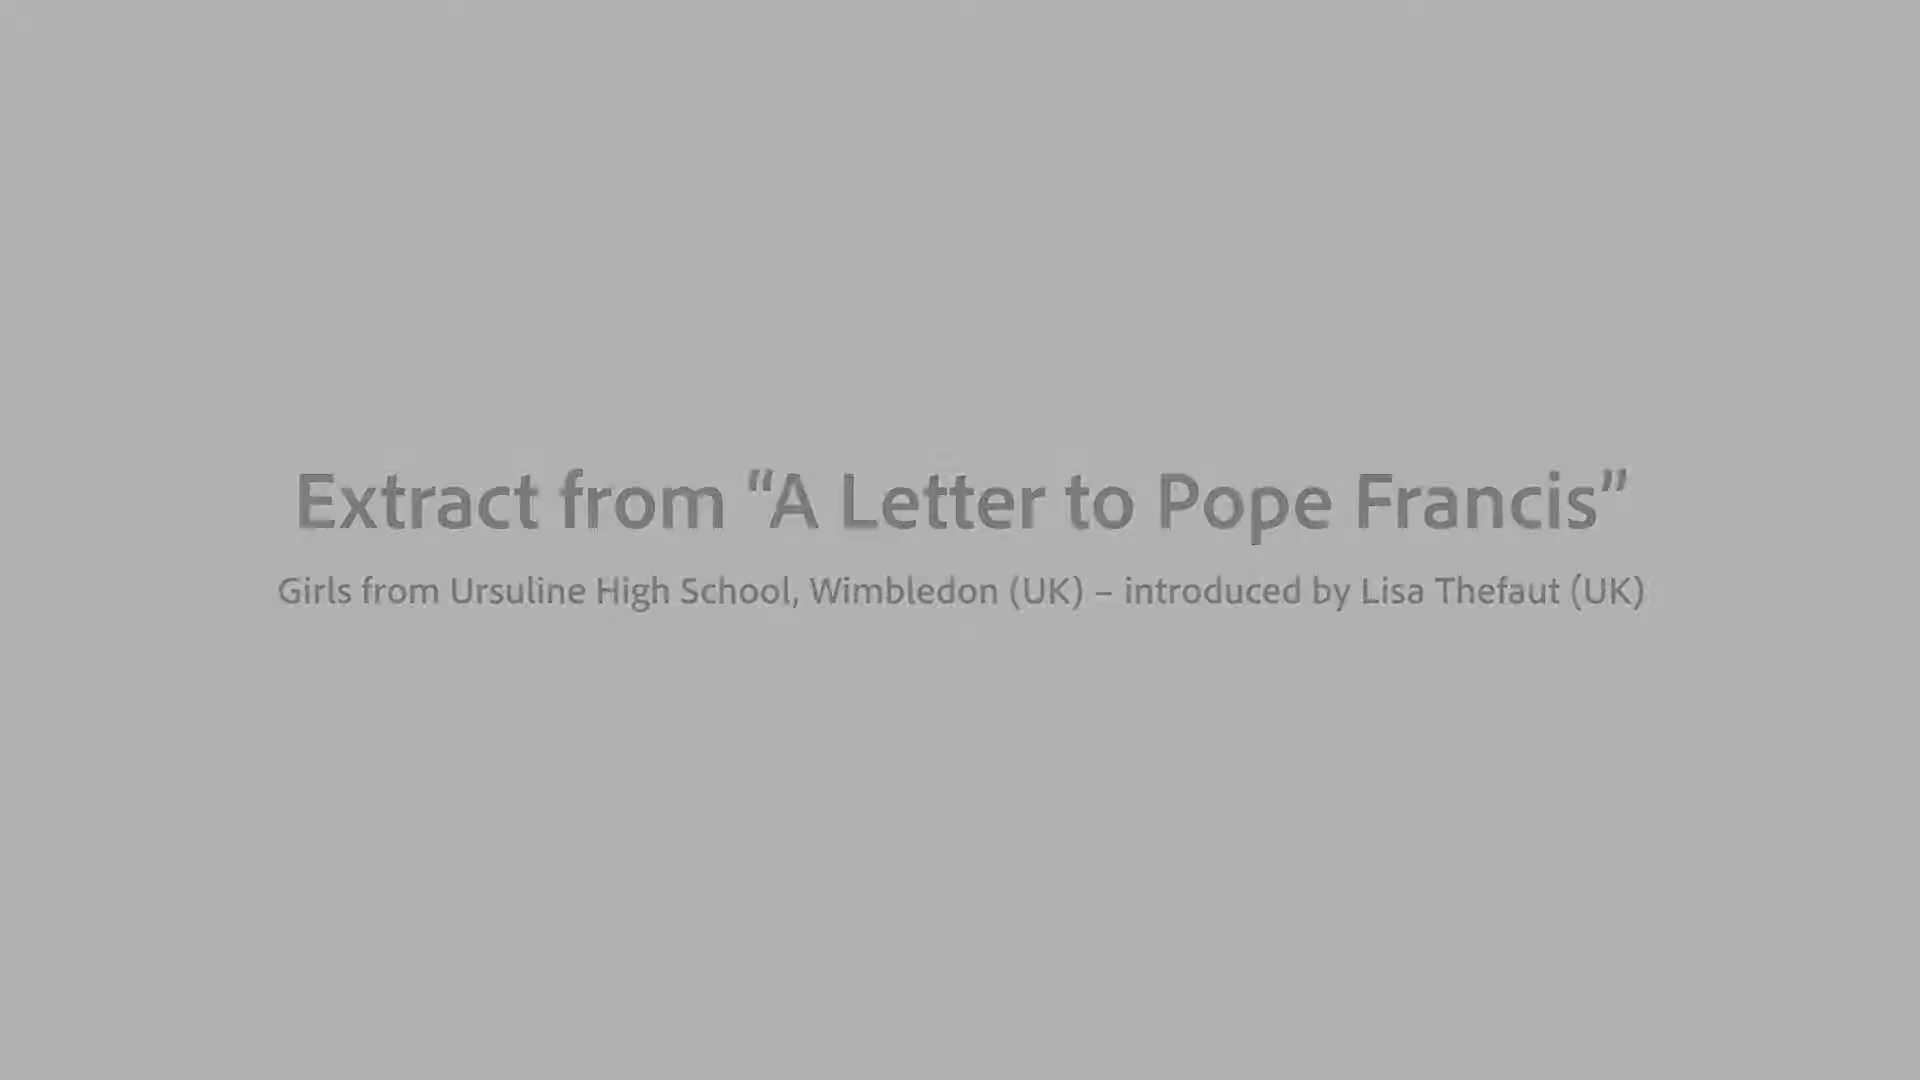 Extract from “A Letter to Pope Francis”
Girls from Ursuline High School, Wimbledon (UK) – introduced by Lisa Thefaut (UK)